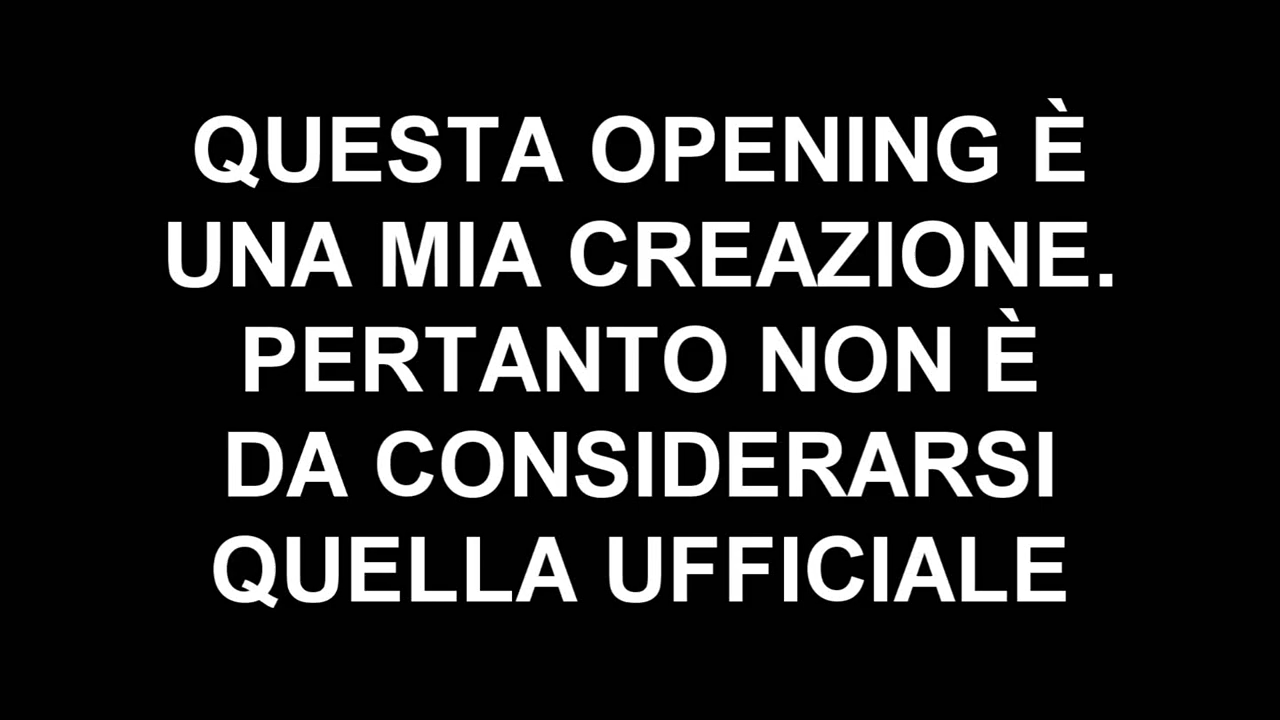 QUESTA OPENING È
UNA MIA CREAZIONE.
PERTANTO NON È
DA CONSIDERARSI
QUELLA UFFICIALE